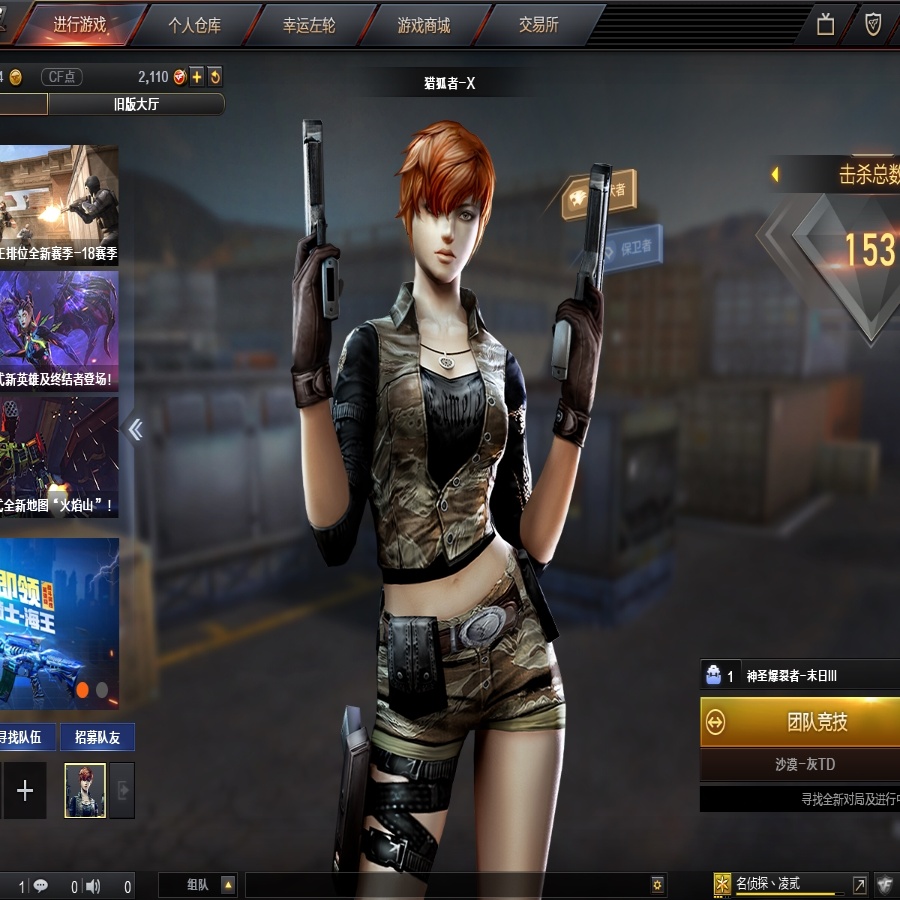 进行游戏 个人仓库 幸运左轮 游戏商城 交易所
CF点 2,110
旧版大厅
猎狐者-X
击杀总数
153
保卫者
王排位全新赛季-18赛季
式新英雄及终结者登场!
式全新地图“火焰山”!
即领
士-海王
寻找队伍 招募队友
1 神圣爆裂者-末日III
团队竞技
沙漠-灰TD
寻找全新对局及进行中
1 0 0 组队
名侦探丶凌贰